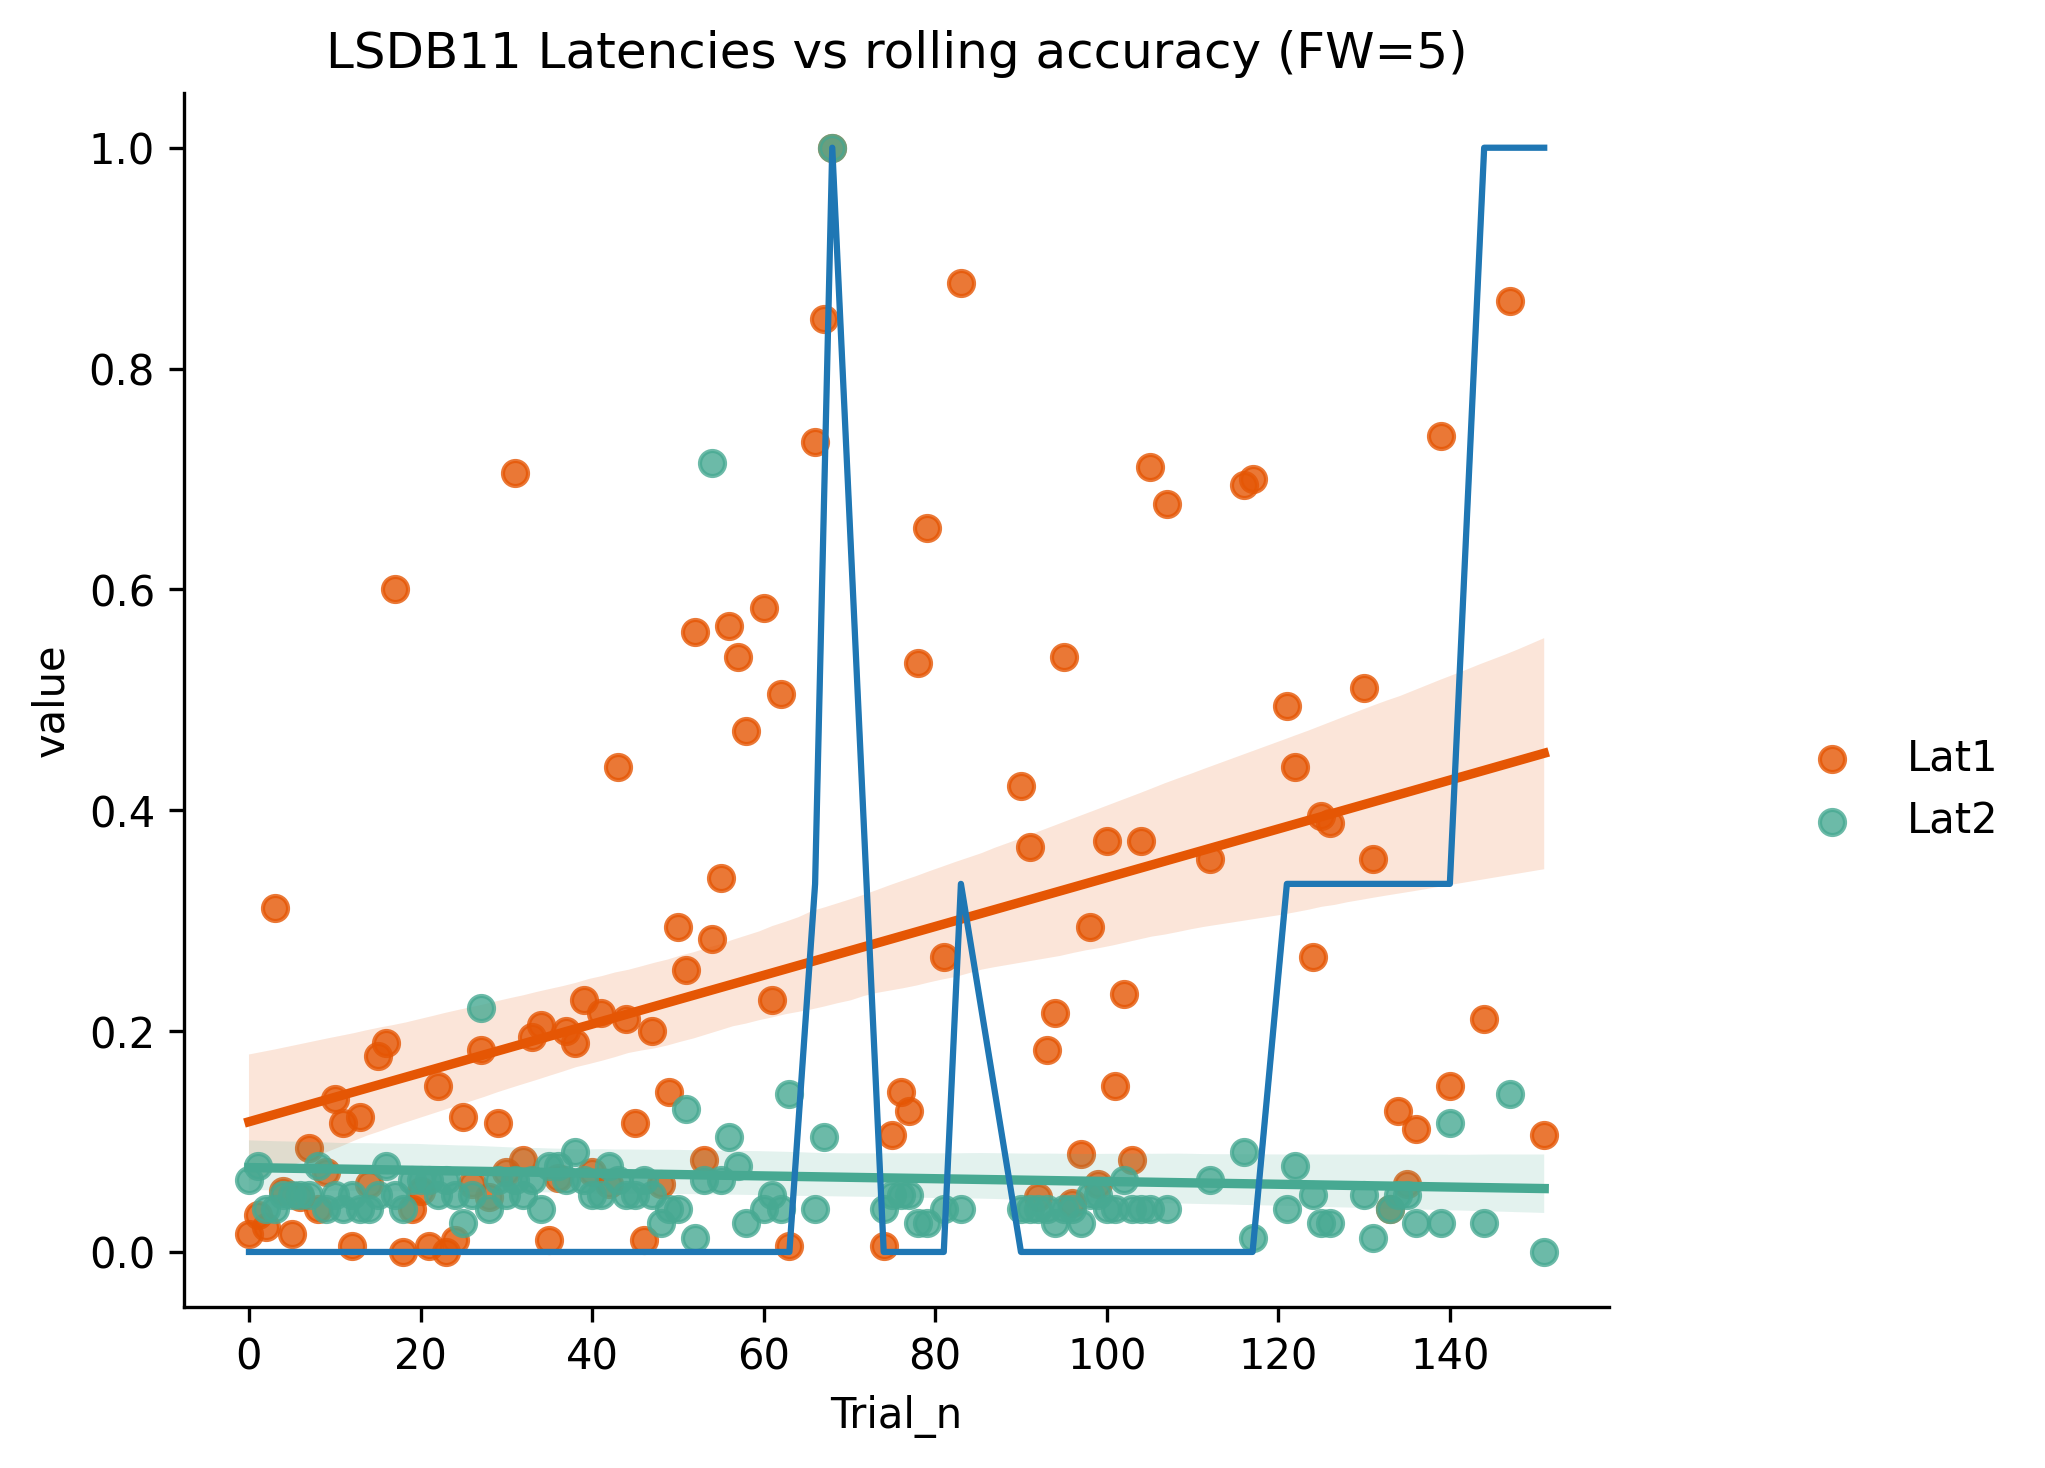 LSDB11 Latencies vs rolling accuracy (FW=5)
1.0
0.8
0.6
0.4
0.2
0.0
value
0 20 40 60 80 100 120 140
Trial_n
Lat1
Lat2